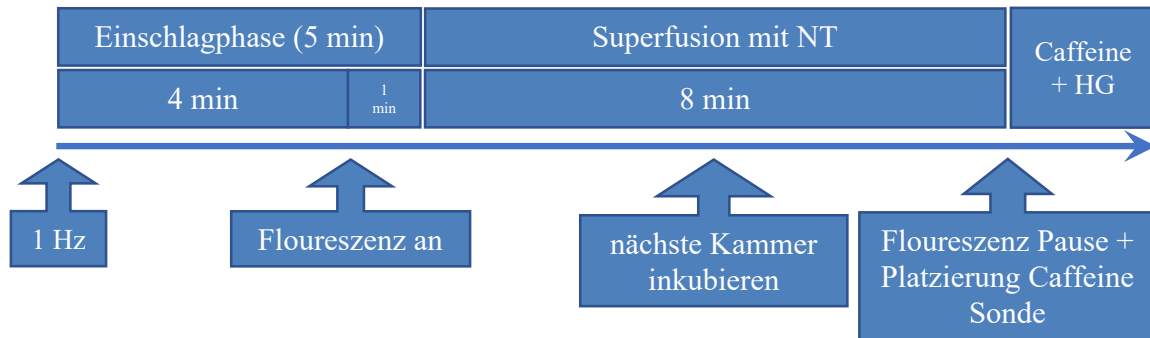 Einschlagphase (5 min)
Superfusion mit NT
Caffeine
+ HG
4 min
1
min
8 min
1 Hz
Floureszenz an
nächste Kammer
inkubieren
Floureszenz Pause +
Platzierung Caffeine
Sonde